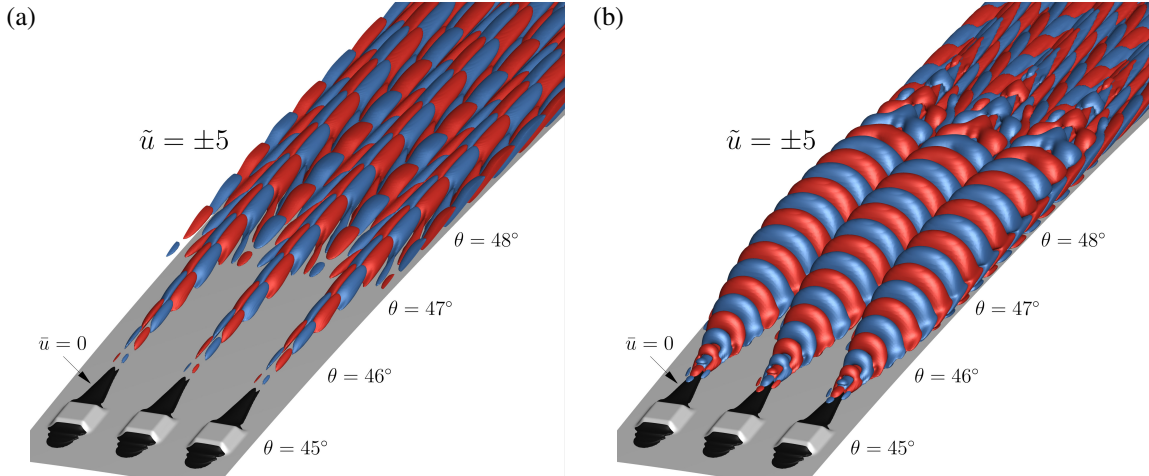 (a)
ũ = ±5
θ = 48°
θ = 47°
ū = 0
θ = 46°
θ = 45°
(b)
ũ = ±5
θ = 48°
θ = 47°
ū = 0
θ = 46°
θ = 45°